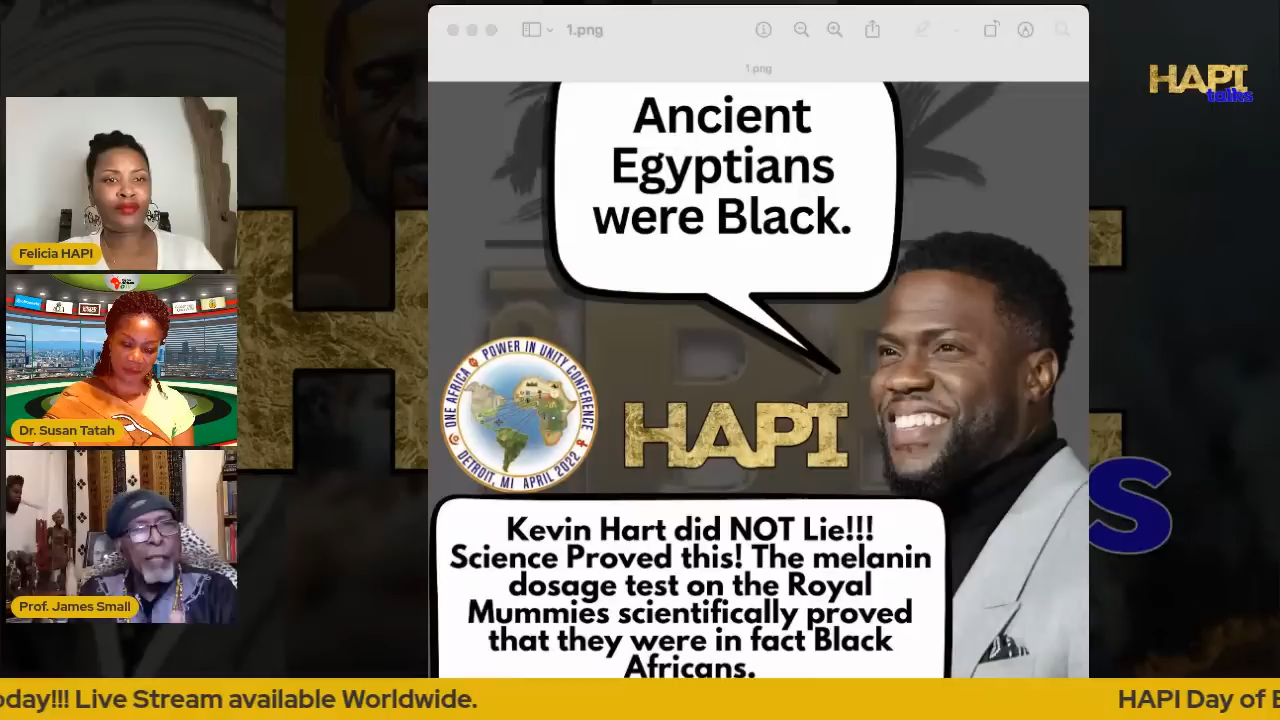 1.png
1.png
HAPI
talks
Ancient
Egyptians
were Black.
Felicia HAPI
Dr. Susan Tatah
Prof. James Small
ONE AFRICA POWER IN UNITY CONFERENCE
DETROIT, MI APRIL 2022
HAPI
Kevin Hart did NOT Lie!!!
Science Proved this! The melanin
dosage test on the Royal
Mummies scientifically proved
that they were in fact Black
Africans.
H
s
oday!!! Live Stream available Worldwide.
HAPI Day of E